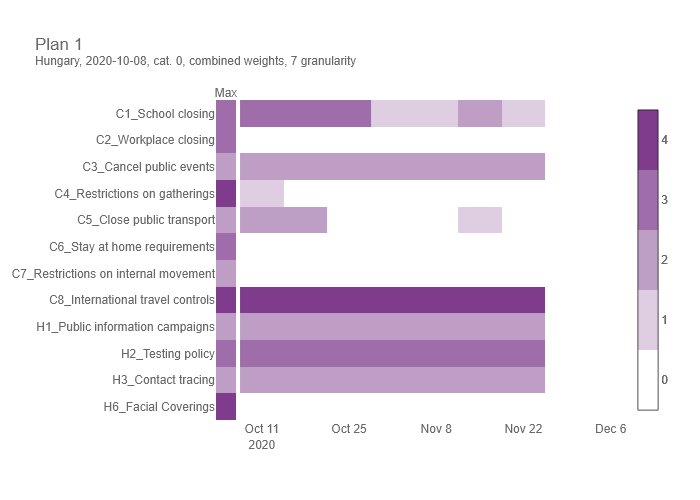 Plan 1
Hungary, 2020-10-08, cat. 0, combined weights, 7 granularity
Max
C1_School closing
C2_Workplace closing
C3_Cancel public events
C4_Restrictions on gatherings
C5_Close public transport
C6_Stay at home requirements
C7_Restrictions on internal movement
C8_International travel controls
H1_Public information campaigns
H2_Testing policy
H3_Contact tracing
H6_Facial Coverings
Oct 11
2020
Oct 25
Nov 8
Nov 22
Dec 6
4
3
2
1
0